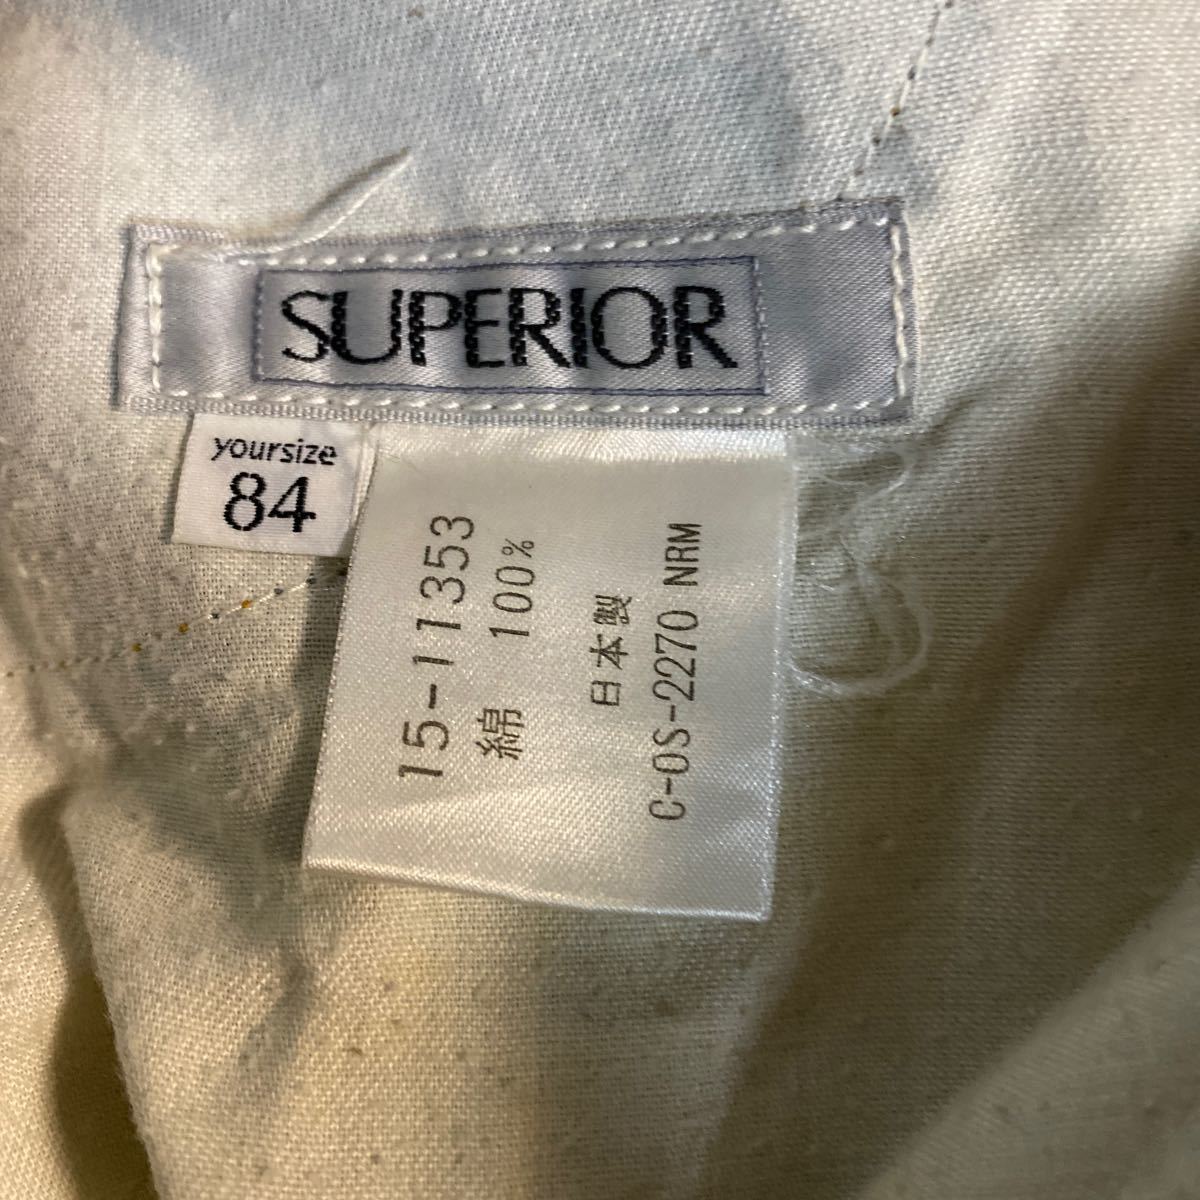 SUPERIOR
yoursize
84
15-11353
綿 100%
日本製
C-OS-2270 NRM